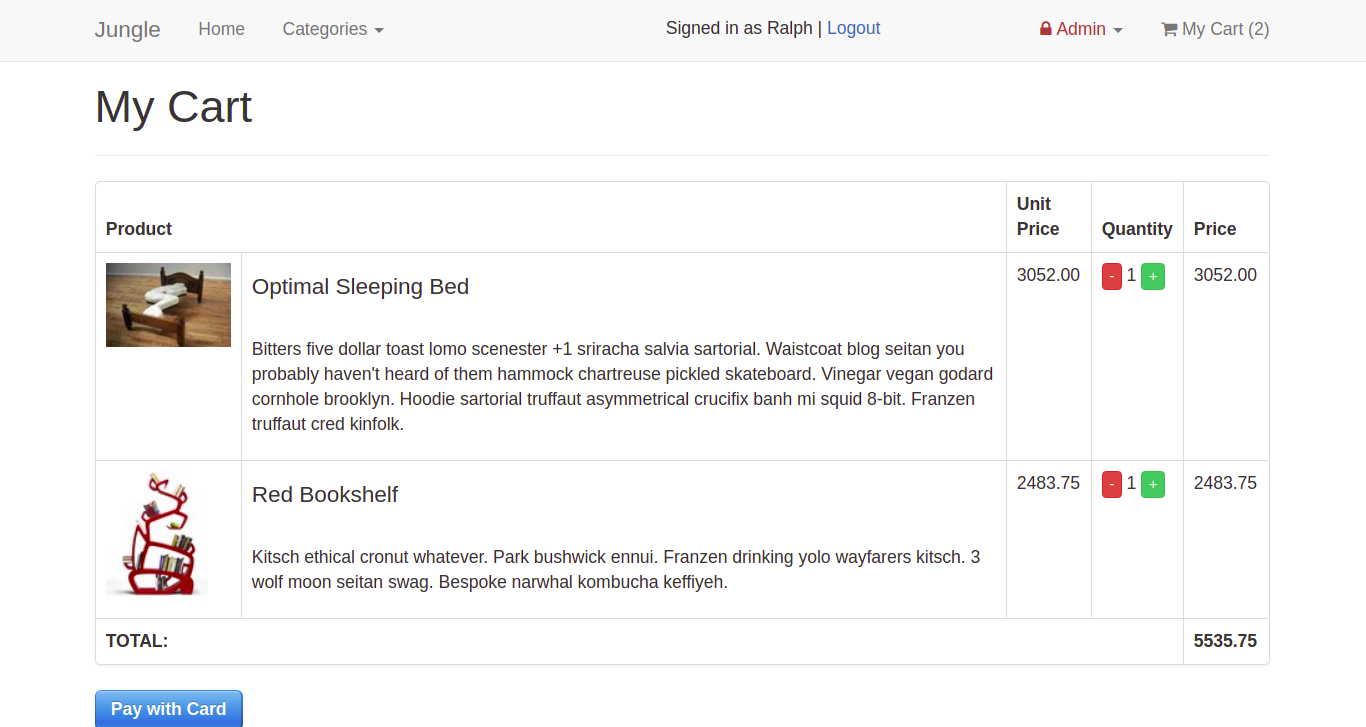 Jungle Home Categories Signed in as Ralph | Logout Admin My Cart (2)
My Cart
Product Unit Price Quantity Price
Optimal Sleeping Bed 3052.00 - 1 + 3052.00
Bitters five dollar toast lomo scenester +1 sriracha salvia sartorial. Waistcoat blog seitan you
probably haven't heard of them hammock chartreuse pickled skateboard. Vinegar vegan godard
cornhole brooklyn. Hoodie sartorial truffaut asymmetrical crucifix banh mi squid 8-bit. Franzen
truffaut cred kinfolk.
Red Bookshelf 2483.75 - 1 + 2483.75
Kitsch ethical cronut whatever. Park bushwick ennui. Franzen drinking yolo wayfarers kitsch. 3
wolf moon seitan swag. Bespoke narwhal kombucha keffiyeh.
TOTAL: 5535.75
Pay with Card